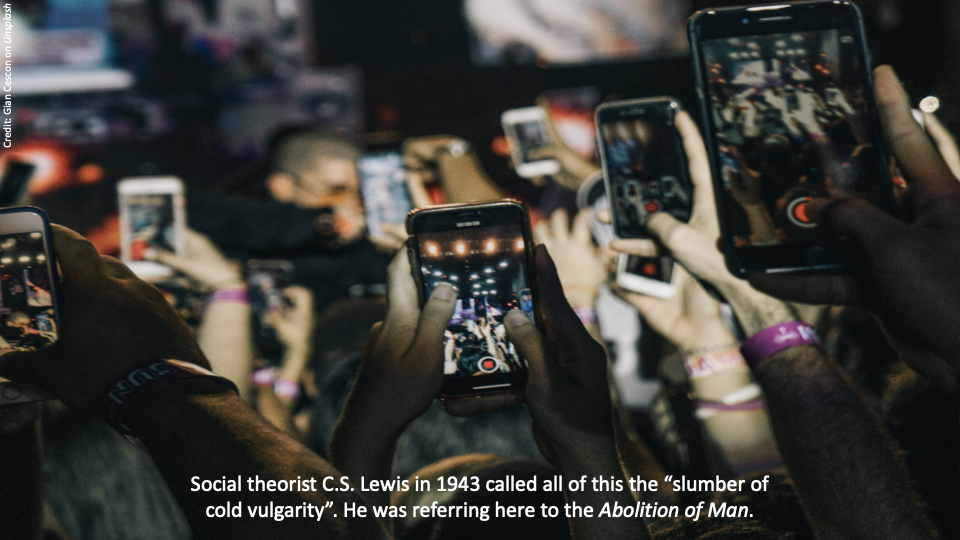 Credit: Gian Cescon on Unsplash
Social theorist C.S. Lewis in 1943 called all of this the “slumber of
cold vulgarity”. He was referring here to the Abolition of Man.